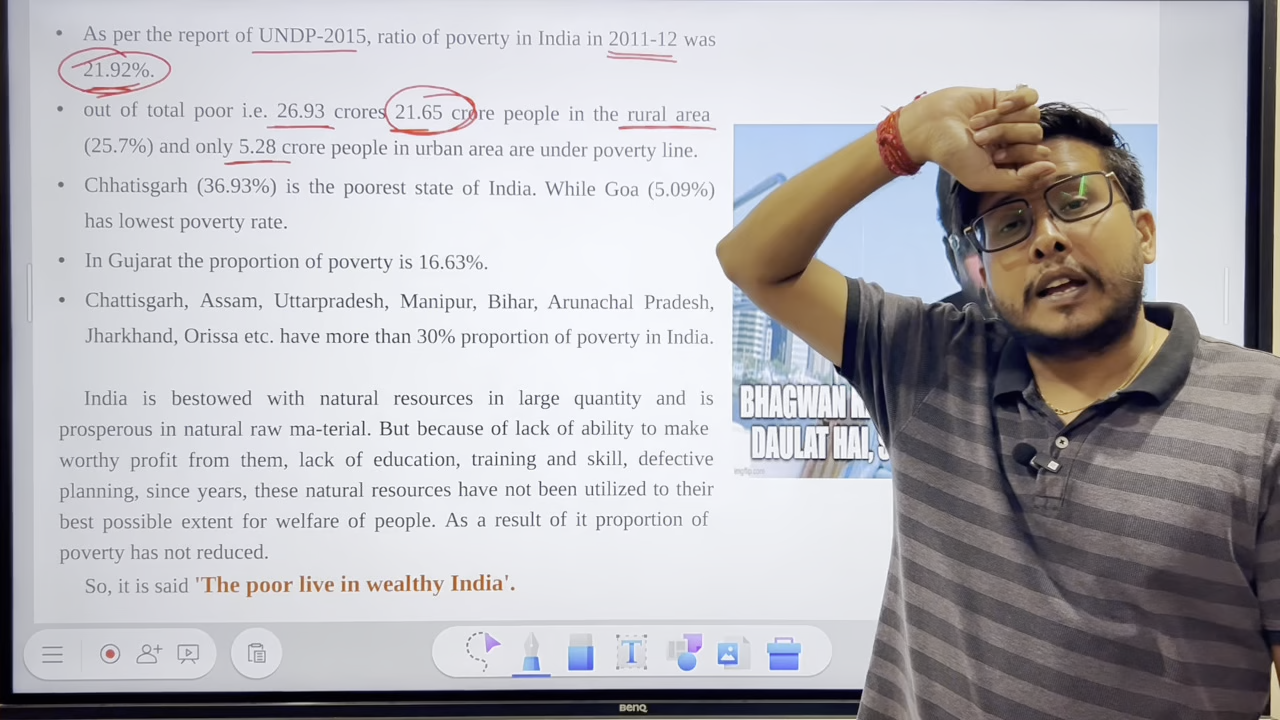 • As per the report of UNDP-2015, ratio of poverty in India in 2011-12 was
21.92%.
• out of total poor i.e. 26.93 crores 21.65 crore people in the rural area
(25.7%) and only 5.28 crore people in urban area are under poverty line.
• Chhatisgarh (36.93%) is the poorest state of India. While Goa (5.09%)
has lowest poverty rate.
• In Gujarat the proportion of poverty is 16.63%.
• Chattisgarh, Assam, Uttarpradesh, Manipur, Bihar, Arunachal Pradesh,
Jharkhand, Orissa etc. have more than 30% proportion of poverty in India.
India is bestowed with natural resources in large quantity and is
prosperous in natural raw ma-terial. But because of lack of ability to make
worthy profit from them, lack of education, training and skill, defective
planning, since years, these natural resources have not been utilized to their
best possible extent for welfare of people. As a result of it proportion of
poverty has not reduced.
So, it is said 'The poor live in wealthy India'.
BHAGWAN
DAULAT HAI,
imgflip.com
T
BenQ